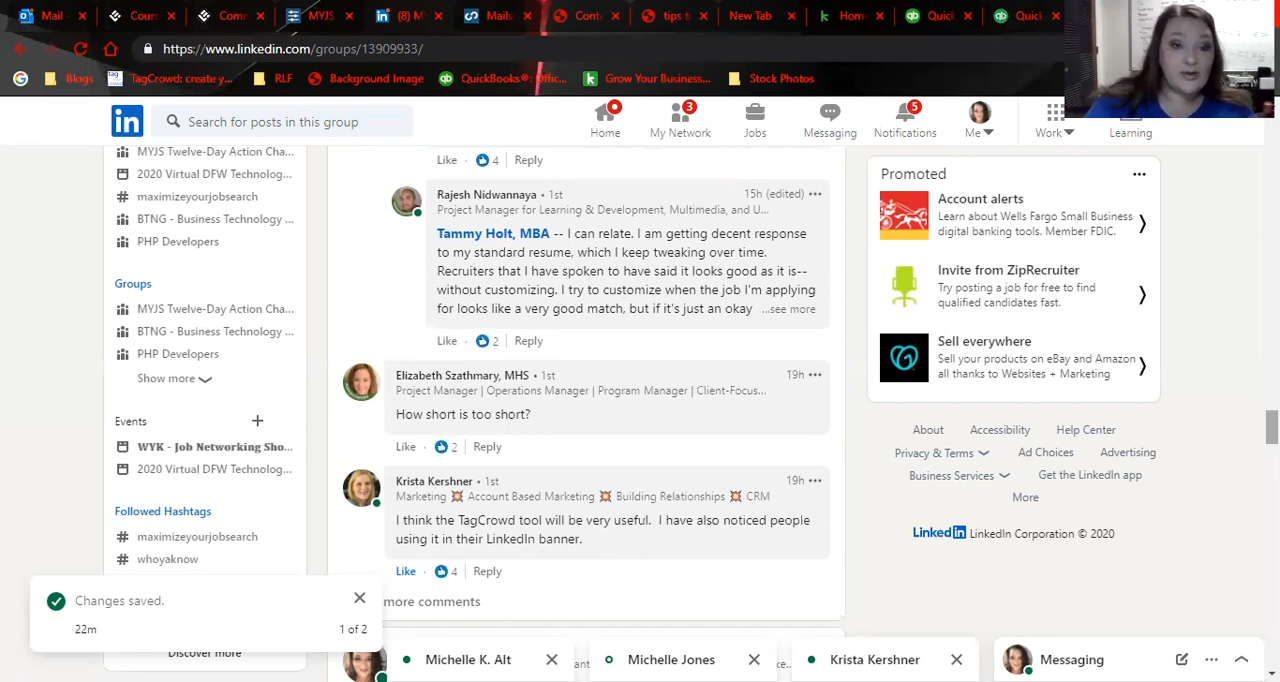 Mail
Cours
Comm
MYJS
(8) M
Mails
Cont
tips t
New Tab
Hom
Quick
Quic
https://www.linkedin.com/groups/13909933/
Blogs
TagCrowd: create y...
RLF
Background Image
QuickBooks®: Offic...
Grow Your Business...
Stock Photos
in
Search for posts in this group
Home
3
My Network
Jobs
Messaging
5
Notifications
Me
Work
Learning
MYJS Twelve-Day Action Cha...
2020 Virtual DFW Technolog...
# maximizeyourjobsearch
BTNG - Business Technology ...
PHP Developers
Groups
MYJS Twelve-Day Action Cha...
BTNG - Business Technology ...
PHP Developers
Show more
Events +
WYK - Job Networking Sho...
2020 Virtual DFW Technolog...
Followed Hashtags
# maximizeyourjobsearch
# whoyaknow
Discover more
Changes saved.
22m 1 of 2
Like · 4 | Reply
Rajesh Nidwannaya • 1st 15h (edited) •••
Project Manager for Learning & Development, Multimedia, and U...
Tammy Holt, MBA -- I can relate. I am getting decent response
to my standard resume, which I keep tweaking over time.
Recruiters that I have spoken to have said it looks good as it is--
without customizing. I try to customize when the job I'm applying
for looks like a very good match, but if it's just an okay ...see more
Like · 2 | Reply
Elizabeth Szathmary, MHS • 1st 19h •••
Project Manager | Operations Manager | Program Manager | Client-Focus...
How short is too short?
Like · 2 | Reply
Krista Kershner • 1st 19h •••
Marketing 💥 Account Based Marketing 💥 Building Relationships 💥 CRM
I think the TagCrowd tool will be very useful. I have also noticed people
using it in their LinkedIn banner.
Like · 4 | Reply
more comments
Promoted •••
Account alerts
Learn about Wells Fargo Small Business
digital banking tools. Member FDIC.
Invite from ZipRecruiter
Try posting a job for free to find
qualified candidates fast.
Sell everywhere
Sell your products on eBay and Amazon
all thanks to Websites + Marketing
About Accessibility Help Center
Privacy & Terms Ad Choices Advertising
Business Services Get the LinkedIn app
More
LinkedIn LinkedIn Corporation © 2020
Michelle K. Alt
Michelle Jones
Krista Kershner
Messaging